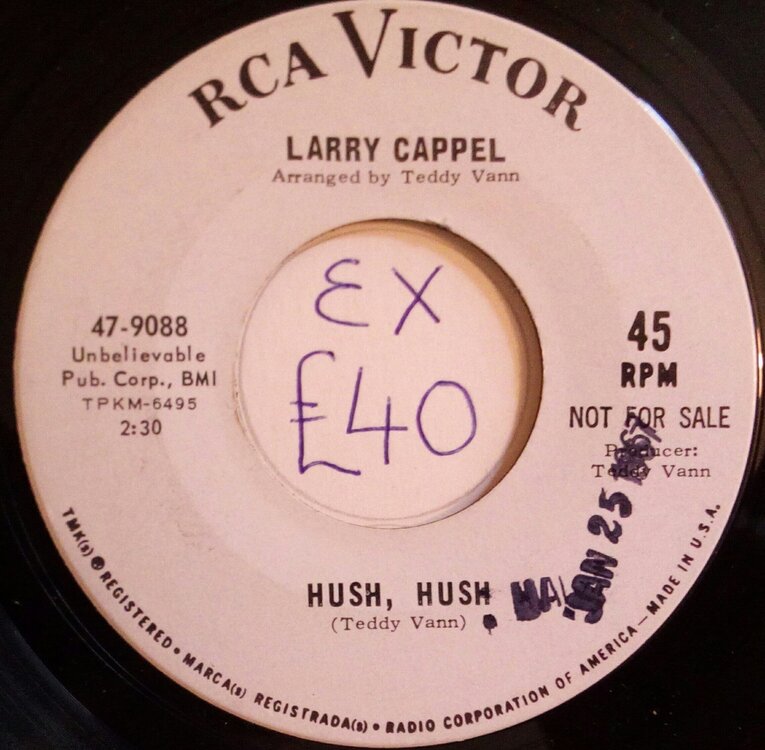 RCA VICTOR
LARRY CAPPEL
Arranged by Teddy Vann
EX
£40
47-9088
Unbelievable
Pub. Corp., BMI
TPKM-6495
2:30
45
RPM
NOT FOR SALE
Producer:
Teddy Vann
JAN 25 1967
HUSH, HUSH
(Teddy Vann)
TMK(s) ® REGISTERED • MARCA(s) REGISTRADA(s) • RADIO CORPORATION OF AMERICA — MADE IN U.S.A.